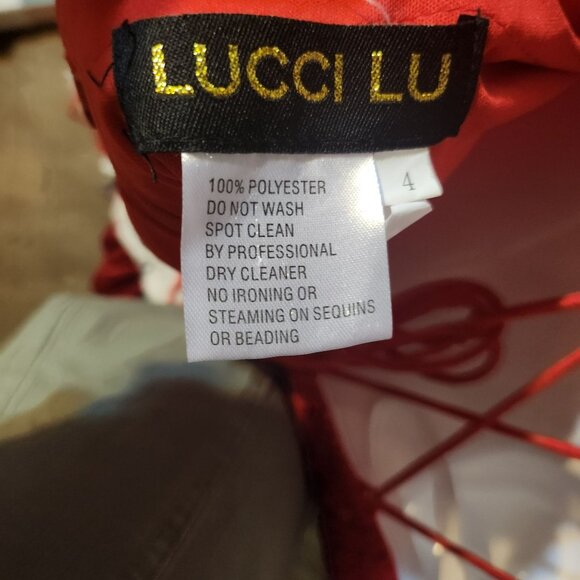 LUCCI LU
4
100% POLYESTER
DO NOT WASH
SPOT CLEAN
BY PROFESSIONAL
DRY CLEANER
NO IRONING OR
STEAMING ON SEQUINS
OR BEADING